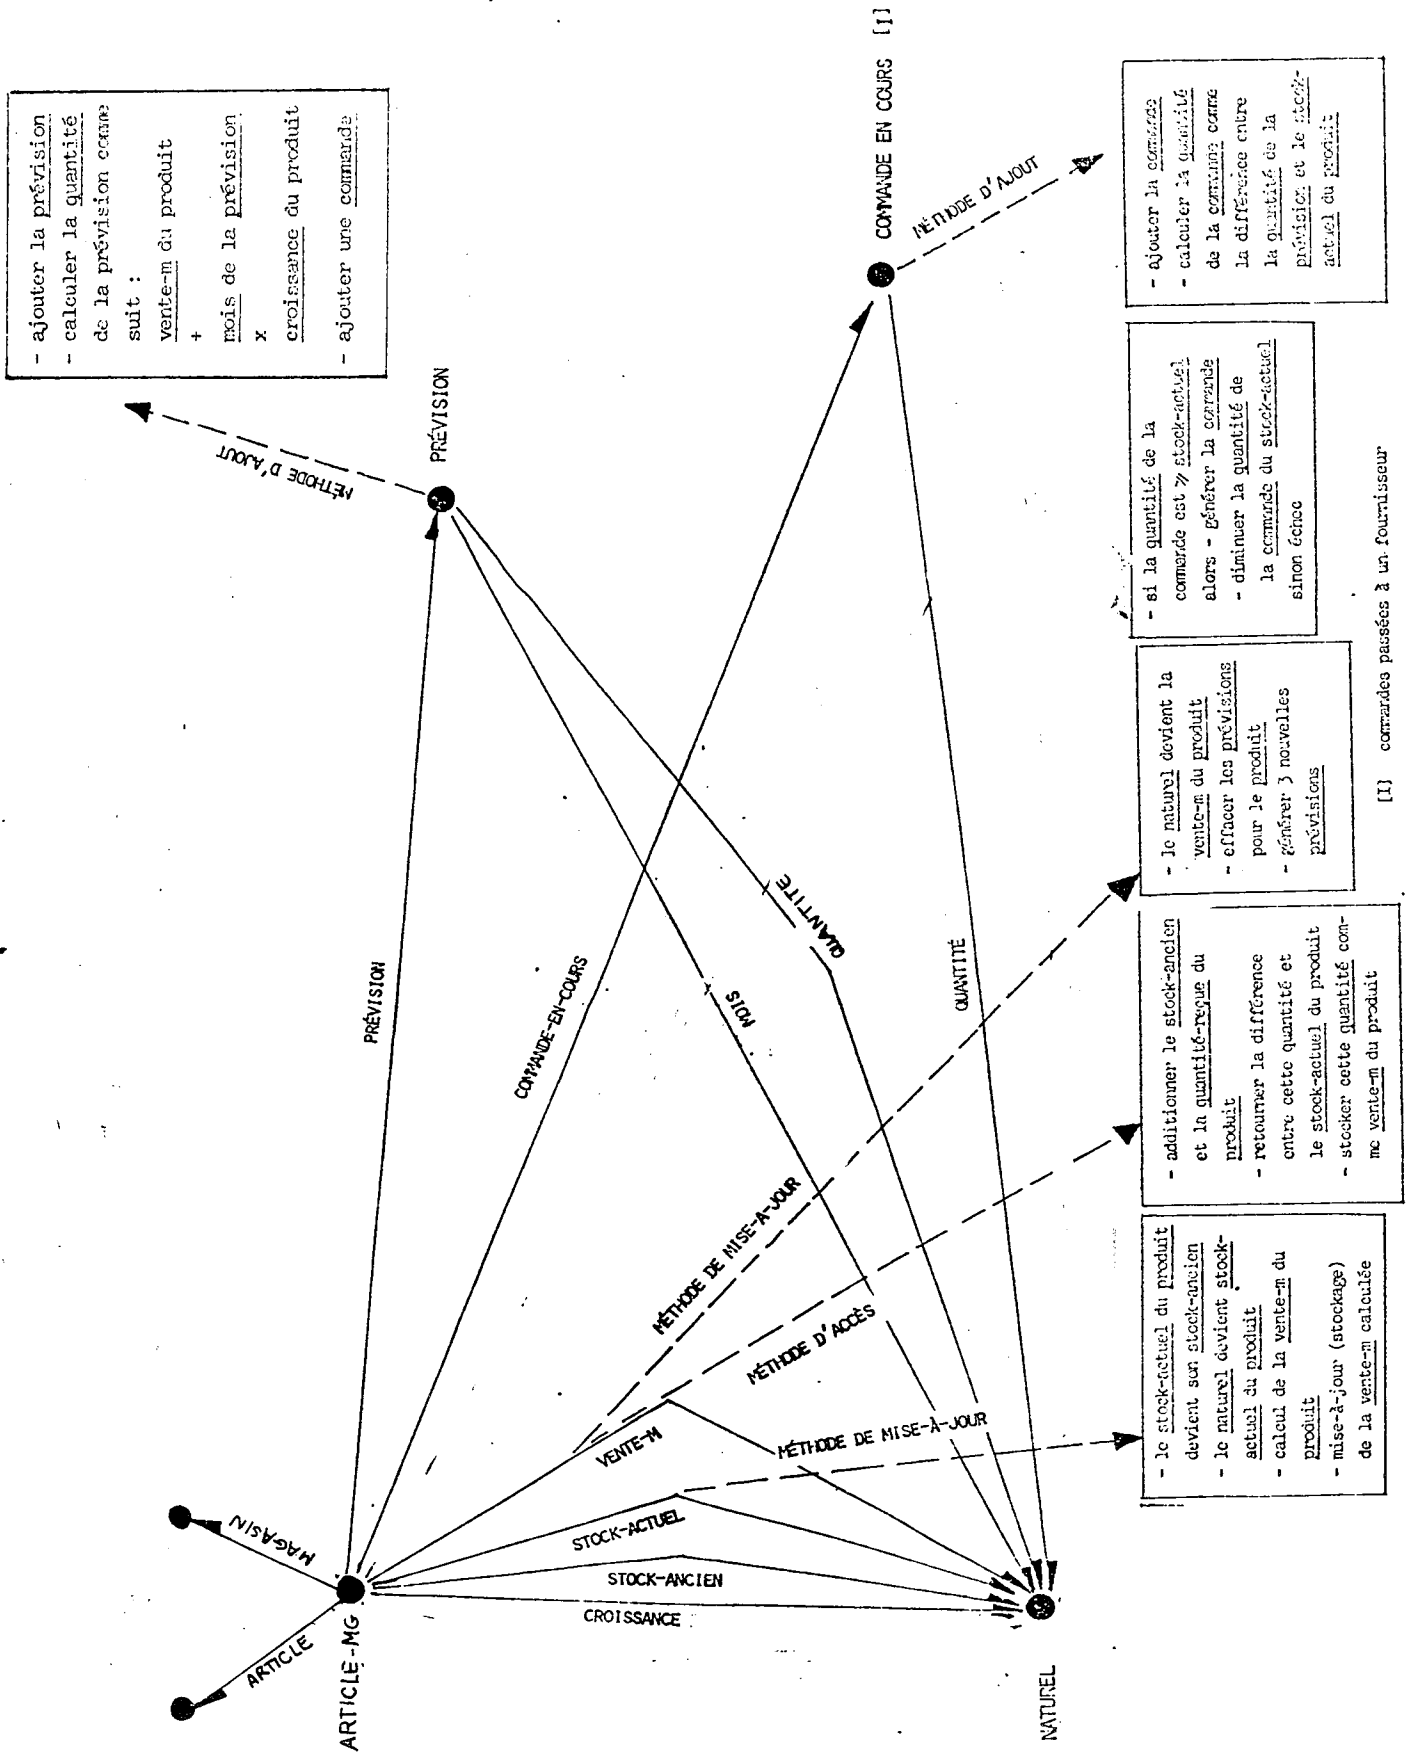 - ajouter la prévision
- calculer la quantité
de la prévision comme
suit :
vente-m du produit
+
mois de la prévision
x
croissance du produit
- ajouter une commande
MÉTHODE D'AJOUT
PRÉVISION
COMMANDE EN COURS [I]
MÉTHODE D'AJOUT
PRÉVISION
COMMANDE-EN-COURS
MOIS
QUANTITÉ
QUANTITÉ
MAGASIN
ARTICLE
ARTICLE-MG
MÉTHODE DE MISE-A-JOUR
MÉTHODE D'ACCÈS
VENTE-M
MÉTHODE DE MISE-À-JOUR
STOCK-ACTUEL
STOCK-ANCIEN
CROISSANCE
NATUREL
- le stock-actuel du produit
devient son stock-ancien
- le naturel devient stock-
actuel du produit
- calcul de la vente-m du
produit
- mise-à-jour (stockage)
de la vente-m calculée
- additionner le stock-ancien
et la quantité-reçue du
produit
- retourner la différence
entre cette quantité et
le stock-actuel du produit
- stocker cette quantité com-
me vente-m du produit
- le naturel devient la
vente-m du produit
- effacer les prévisions
pour le produit
- générer 3 nouvelles
prévisions
- si la quantité de la
commande est ⩾ stock-actuel
alors - générer la commande
- diminuer la quantité de
la commande du stock-actuel
sinon échec
- ajouter la commande
- calculer la quantité
de la commande comme
la différence entre
la quantité de la
prévision et le stock-
actuel du produit
[I] commandes passées à un fournisseur